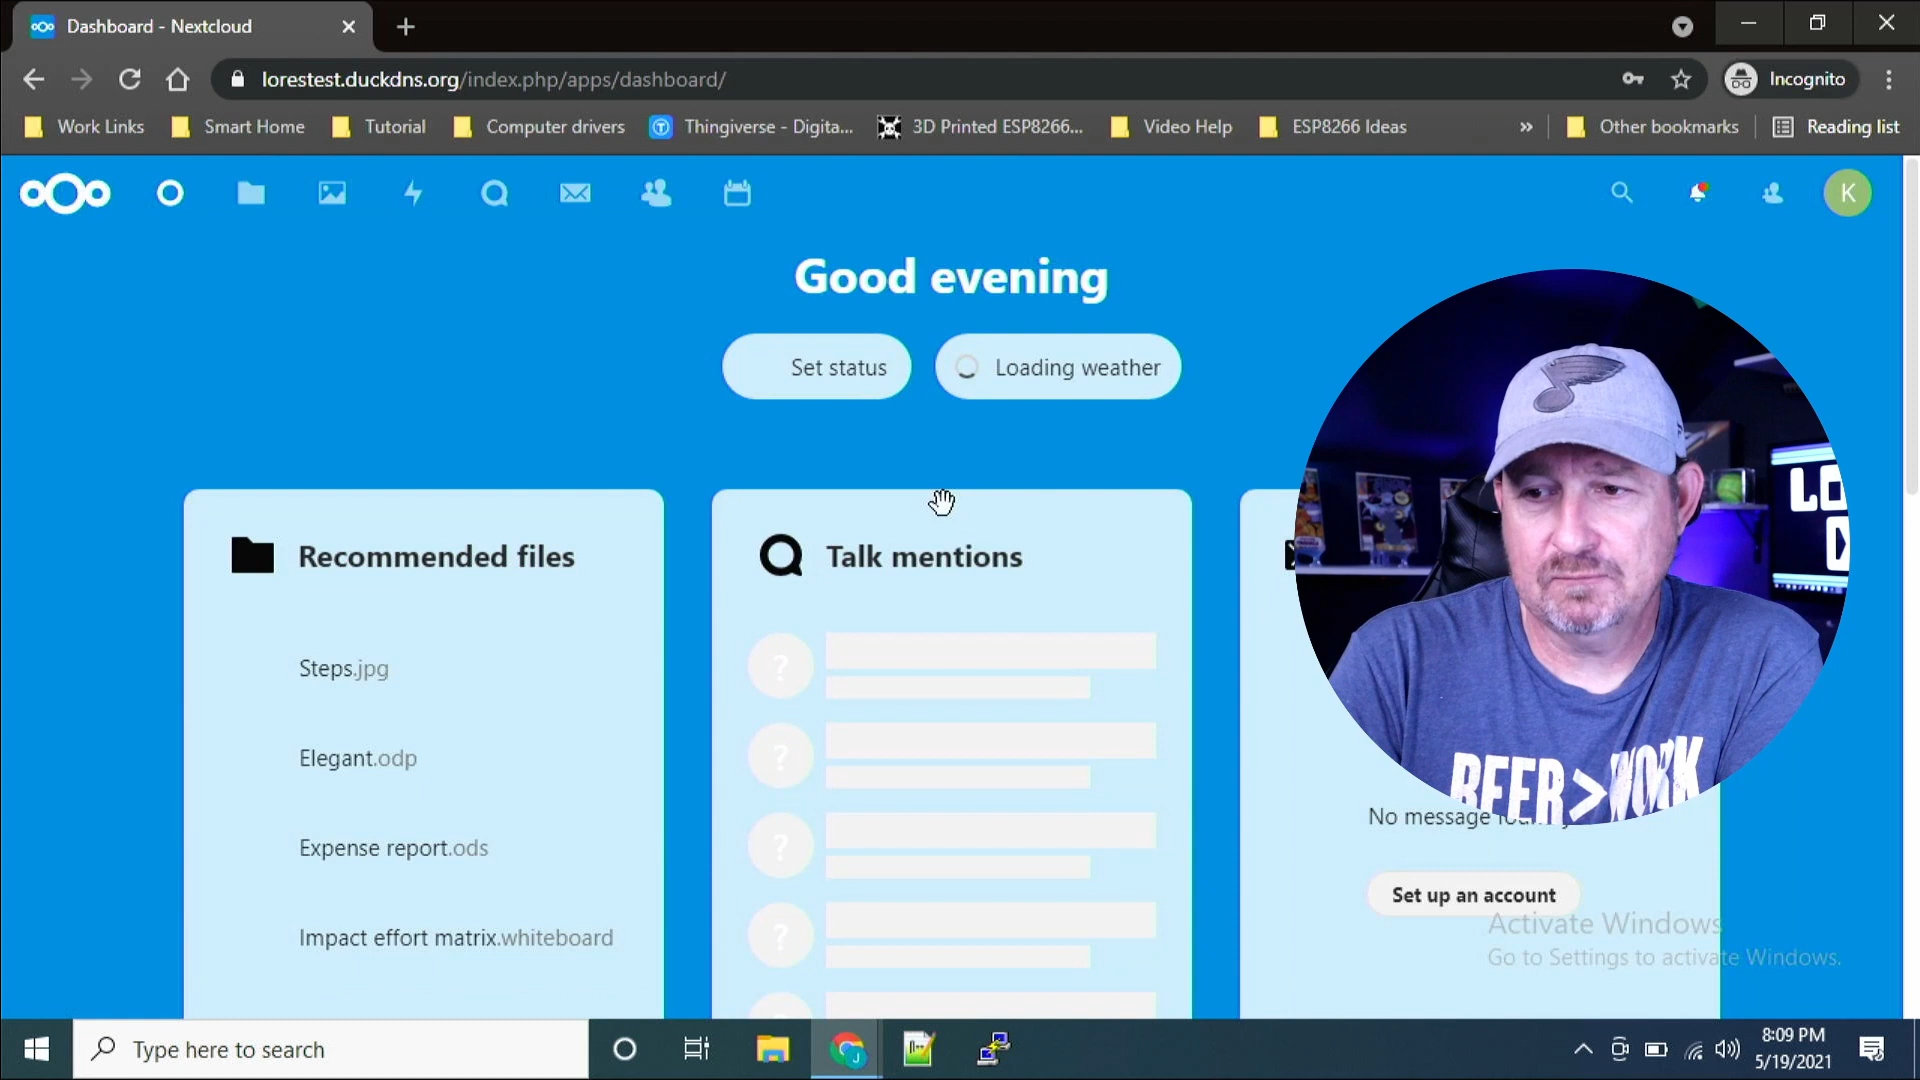 Dashboard - Nextcloud
lorestest.duckdns.org/index.php/apps/dashboard/
Incognito
Work Links
Smart Home
Tutorial
Computer drivers
Thingiverse - Digita...
3D Printed ESP8266...
Video Help
ESP8266 Ideas
»
Other bookmarks
Reading list
K
Good evening
Set status
Loading weather
Recommended files
Talk mentions
Steps.jpg
Elegant.odp
Expense report.ods
Impact effort matrix.whiteboard
?
?
?
?
LO
BEER>WORK
No message
Set up an account
Activate Windows
Go to Settings to activate Windows.
Type here to search
J
8:09 PM
5/19/2021